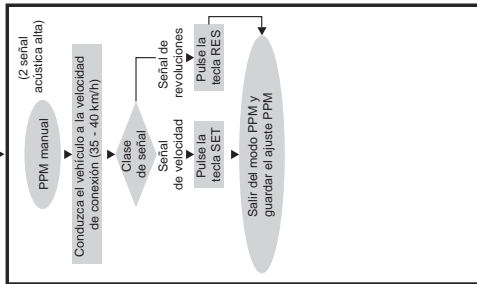 (2 señal
acústica alta)
PPM manual
Conduzca el vehículo a la velocidad
de conexión (35 - 40 km/h)
Clase
de señal
Señal
de velocidad
Señal de
revoluciones
Pulse la
tecla SET
Pulse la
tecla RES
Salir del modo PPM y
guardar el ajuste PPM